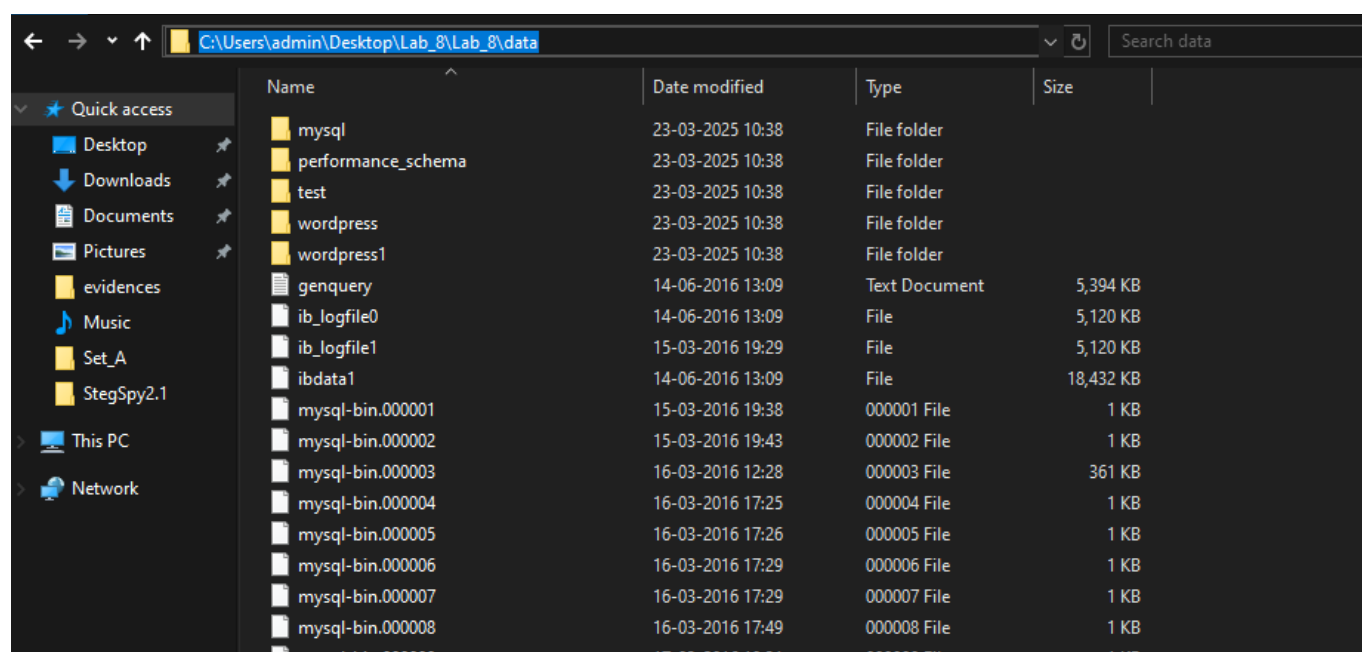 C:\Users\admin\Desktop\Lab_8\Lab_8\data
Search data
Name Date modified Type Size
Quick access
Desktop
Downloads
Documents
Pictures
evidences
Music
Set_A
StegSpy2.1
This PC
Network
mysql 23-03-2025 10:38 File folder
performance_schema 23-03-2025 10:38 File folder
test 23-03-2025 10:38 File folder
wordpress 23-03-2025 10:38 File folder
wordpress1 23-03-2025 10:38 File folder
genquery 14-06-2016 13:09 Text Document 5,394 KB
ib_logfile0 14-06-2016 13:09 File 5,120 KB
ib_logfile1 15-03-2016 19:29 File 5,120 KB
ibdata1 14-06-2016 13:09 File 18,432 KB
mysql-bin.000001 15-03-2016 19:38 000001 File 1 KB
mysql-bin.000002 15-03-2016 19:43 000002 File 1 KB
mysql-bin.000003 16-03-2016 12:28 000003 File 361 KB
mysql-bin.000004 16-03-2016 17:25 000004 File 1 KB
mysql-bin.000005 16-03-2016 17:26 000005 File 1 KB
mysql-bin.000006 16-03-2016 17:29 000006 File 1 KB
mysql-bin.000007 16-03-2016 17:29 000007 File 1 KB
mysql-bin.000008 16-03-2016 17:49 000008 File 1 KB